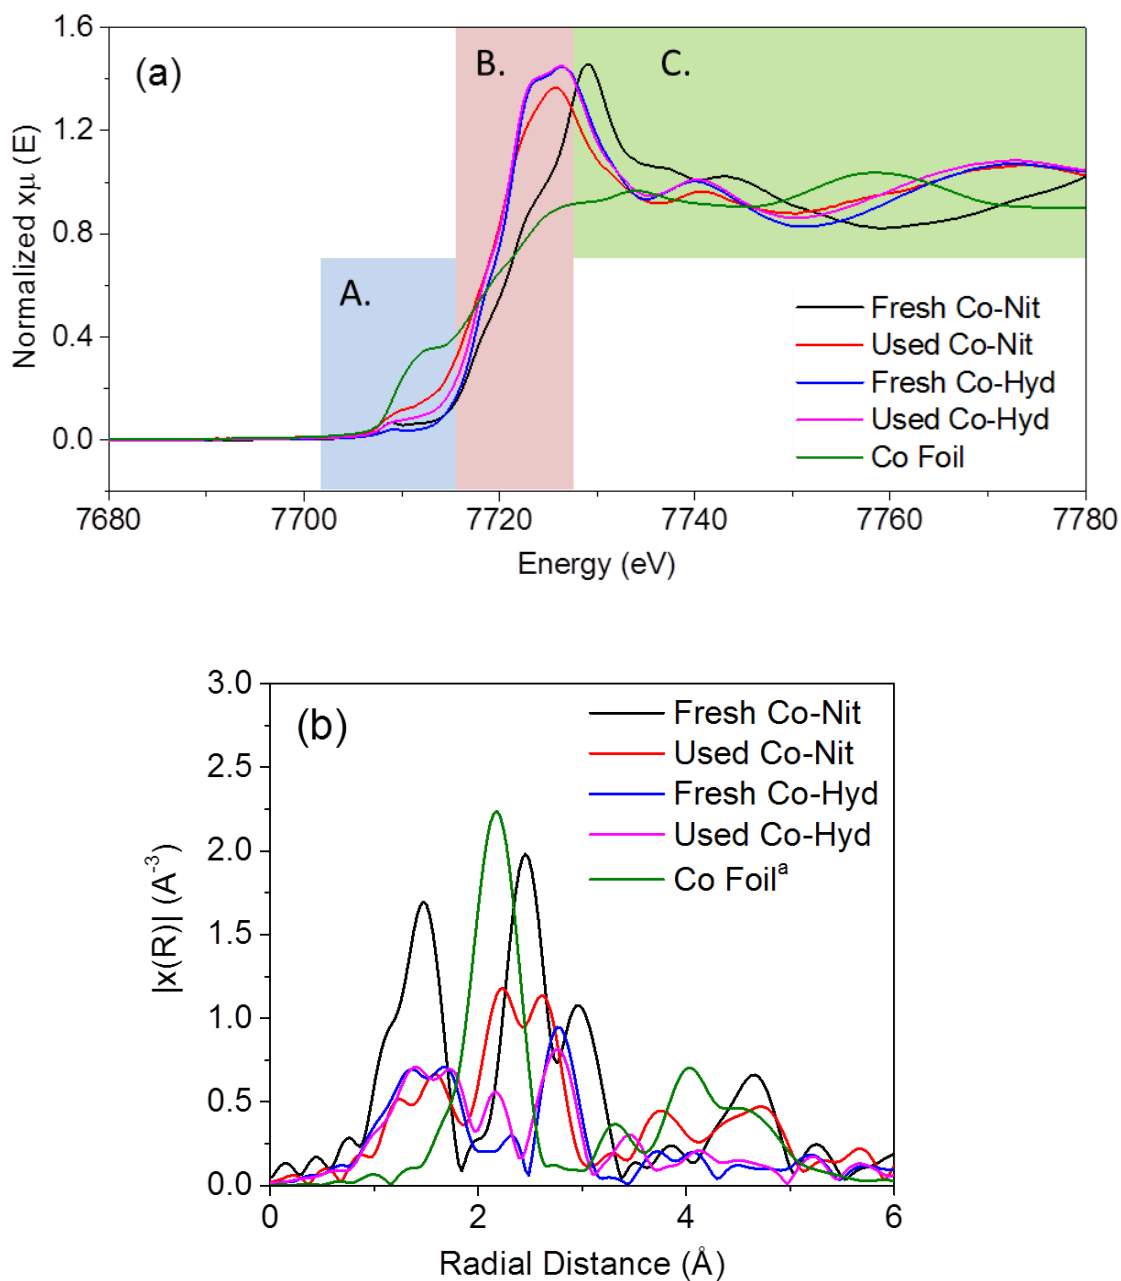 (a)
A.
B.
C.
Normalized xµ (E)
1.6
1.2
0.8
0.4
0.0
Fresh Co-Nit
Used Co-Nit
Fresh Co-Hyd
Used Co-Hyd
Co Foil
7680 7700 7720 7740 7760 7780
Energy (eV)
(b)
|x(R)| (A⁻³)
3.0
2.5
2.0
1.5
1.0
0.5
0.0
Fresh Co-Nit
Used Co-Nit
Fresh Co-Hyd
Used Co-Hyd
Co Foilᵃ
0 2 4 6
Radial Distance (Å)